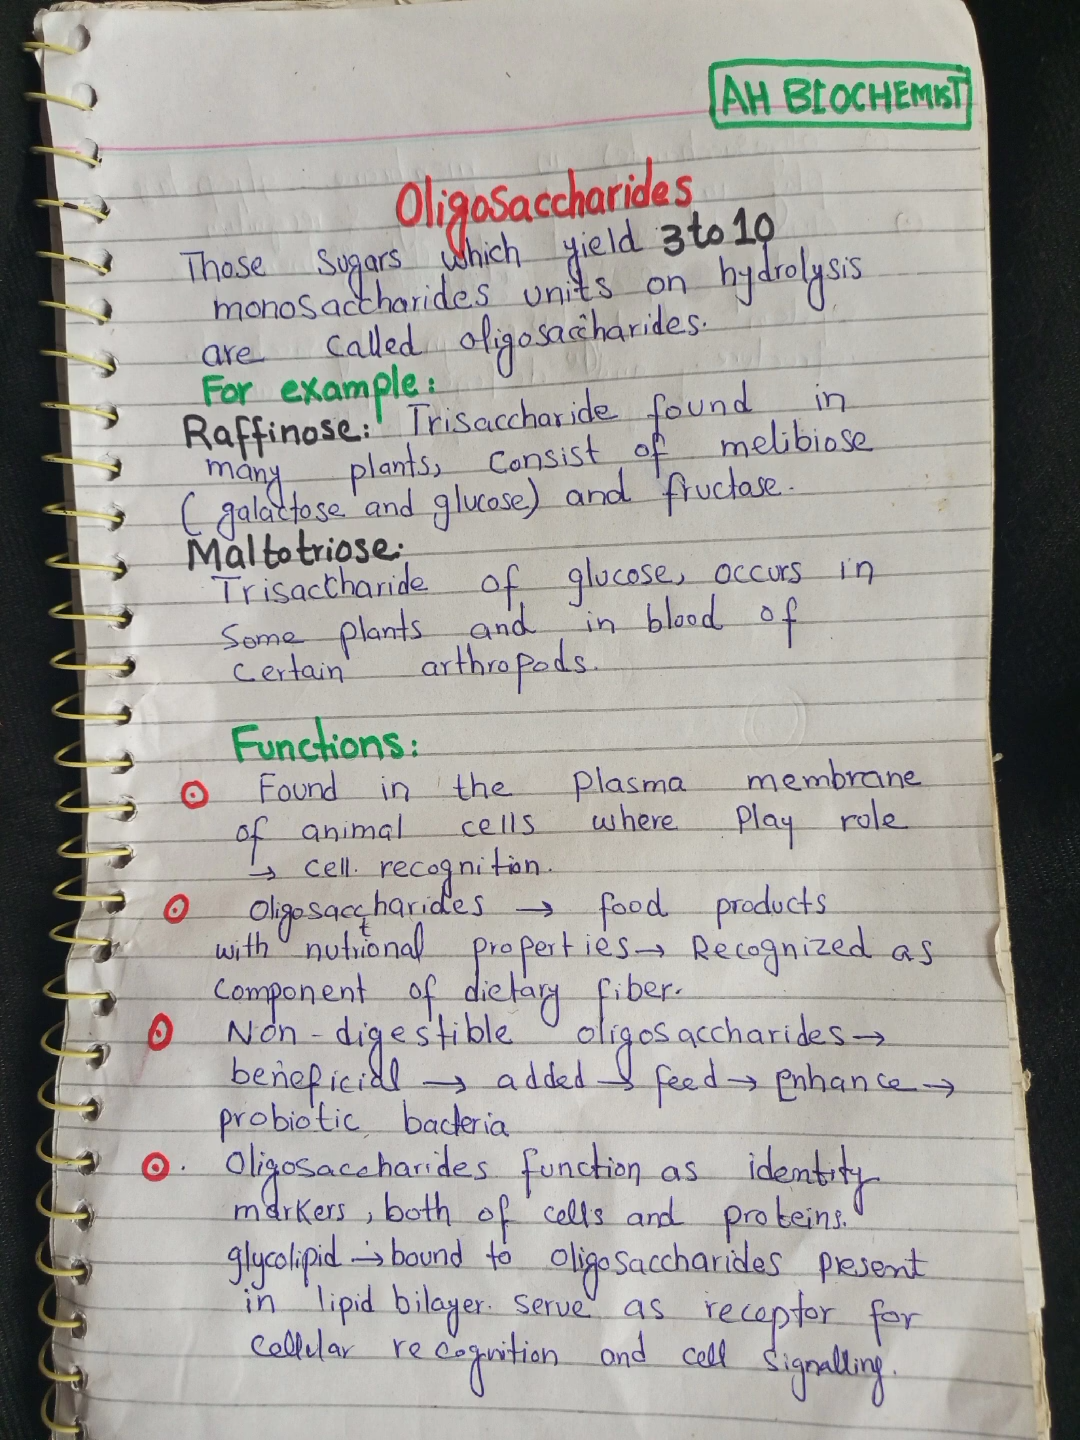 AH BIOCHEMIST
Oligosaccharides
Those Sugars which yield 3 to 10
monosaccharides units on hydrolysis
are called oligosaccharides.
For example:
Raffinose: Trisaccharide found in
many plants, consist of melibiose
(galactose and glucose) and fructase.
Maltotriose:
Trisaccharide of glucose, occurs in
Some plants and in blood of
certain arthropods.
Functions:
Found in the plasma membrane
of animal cells where play role
→ cell recognition.
Oligosaccharides → food products
with nutritonal properties → Recognized as
component of dietary fiber.
Non-digestible oligosaccharides →
beneficial → added → feed → enhance →
probiotic bacteria
Oligosaccharides function as identity
markers, both of cells and proteins.
glycolipid → bound to oligosaccharides present
in lipid bilayer. serve as receptor for
cellular recognition and cell signalling.